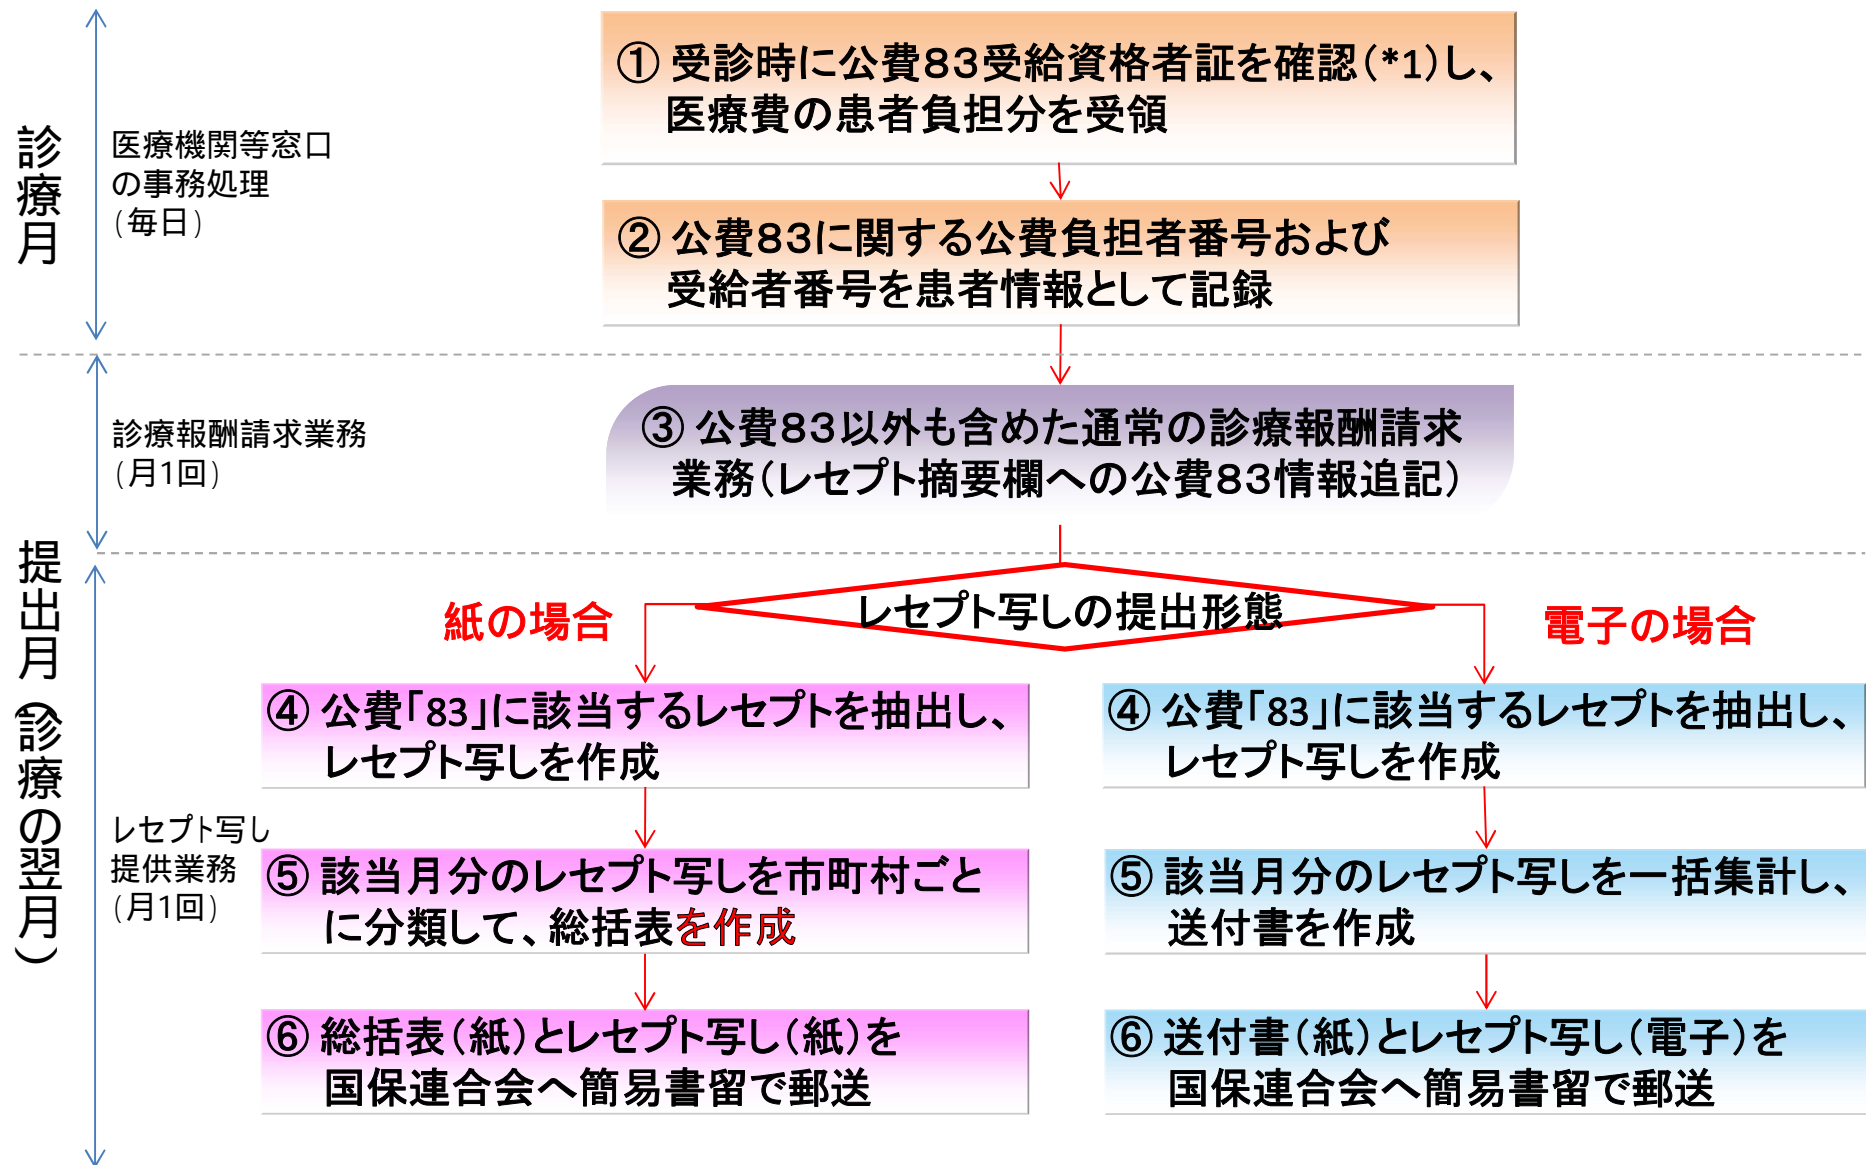 診療月
医療機関等窓口
の事務処理
(毎日)
① 受診時に公費８３受給資格者証を確認(*1)し、
医療費の患者負担分を受領
② 公費８３に関する公費負担者番号および
受給者番号を患者情報として記録
診療報酬請求業務
(月1回)
③ 公費８３以外も含めた通常の診療報酬請求
業務（レセプト摘要欄への公費８３情報追記）
提出月（診療の翌月）
レセプト写し
提供業務
(月1回)
レセプト写しの提出形態
紙の場合
④ 公費「83」に該当するレセプトを抽出し、
レセプト写しを作成
⑤ 該当月分のレセプト写しを市町村ごと
に分類して、総括表を作成
⑥ 総括表（紙）とレセプト写し（紙）を
国保連合会へ簡易書留で郵送
電子の場合
④ 公費「83」に該当するレセプトを抽出し、
レセプト写しを作成
⑤ 該当月分のレセプト写しを一括集計し、
送付書を作成
⑥ 送付書（紙）とレセプト写し（電子）を
国保連合会へ簡易書留で郵送